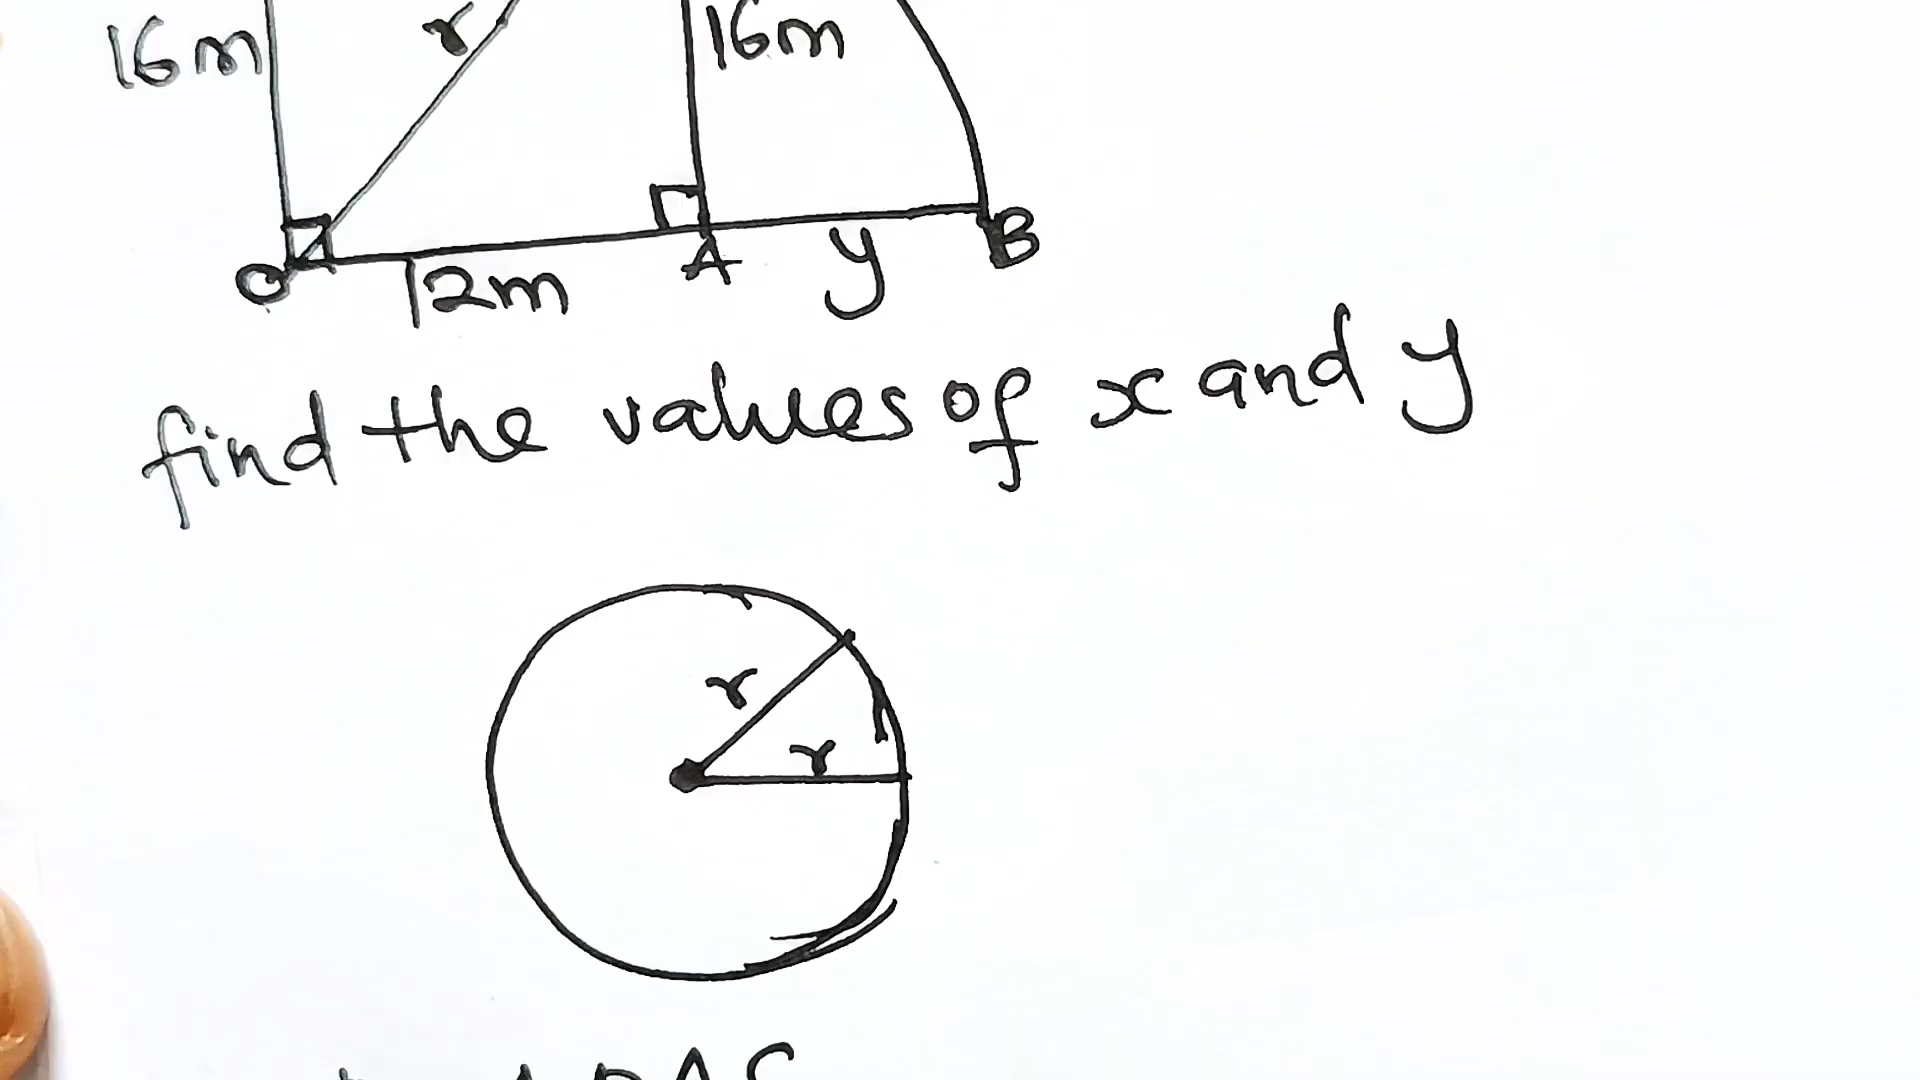 16m r 16m
O 12m A y B
find the values of x and y
r
r